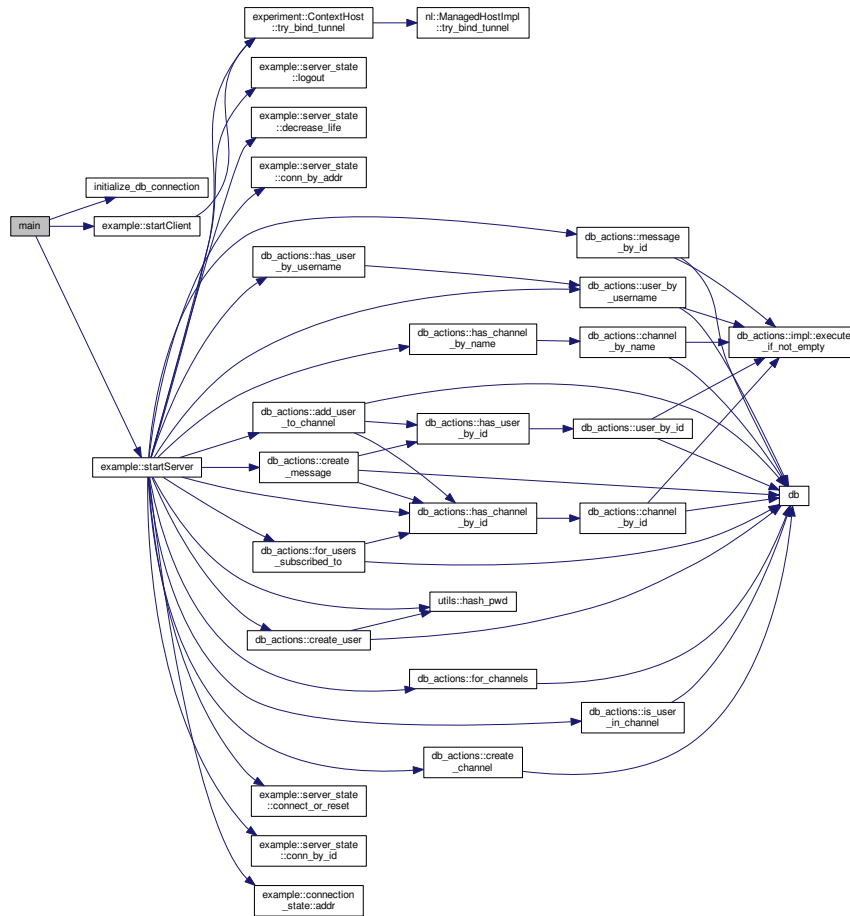 experiment::ContextHost
::try_bind_tunnel
nl::ManagedHostImpl
::try_bind_tunnel
example::server_state
::logout
example::server_state
::decrease_life
example::server_state
::conn_by_addr
initialize_db_connection
main
example::startClient
db_actions::message
_by_id
db_actions::has_user
_by_username
db_actions::user_by
_username
db_actions::has_channel
_by_name
db_actions::channel
_by_name
db_actions::impl::execute
_if_not_empty
db_actions::add_user
_to_channel
db_actions::has_user
_by_id
db_actions::user_by_id
example::startServer
db_actions::create
_message
db
db_actions::has_channel
_by_id
db_actions::channel
_by_id
db_actions::for_users
_subscribed_to
utils::hash_pwd
db_actions::create_user
db_actions::for_channels
db_actions::is_user
_in_channel
db_actions::create
_channel
example::server_state
::connect_or_reset
example::server_state
::conn_by_id
example::connection
_state::addr